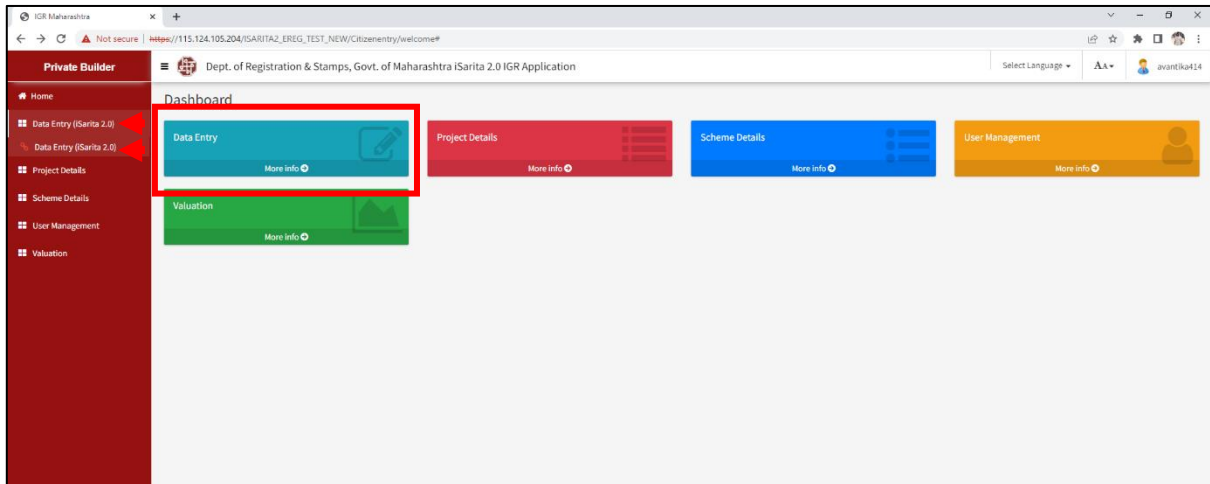 IGR Maharashtra
Not secure | https://115.124.105.204/ISARITA2_EREG_TEST_NEW/Citizenentry/welcome#
Private Builder
Dept. of Registration & Stamps, Govt. of Maharashtra iSarita 2.0 IGR Application
Select Language
AA
avantika414
Home
Dashboard
Data Entry (iSarita 2.0)
Data Entry (iSarita 2.0)
Project Details
Scheme Details
User Management
Valuation
Data Entry
More info
Project Details
More info
Scheme Details
More info
User Management
More info
Valuation
More info